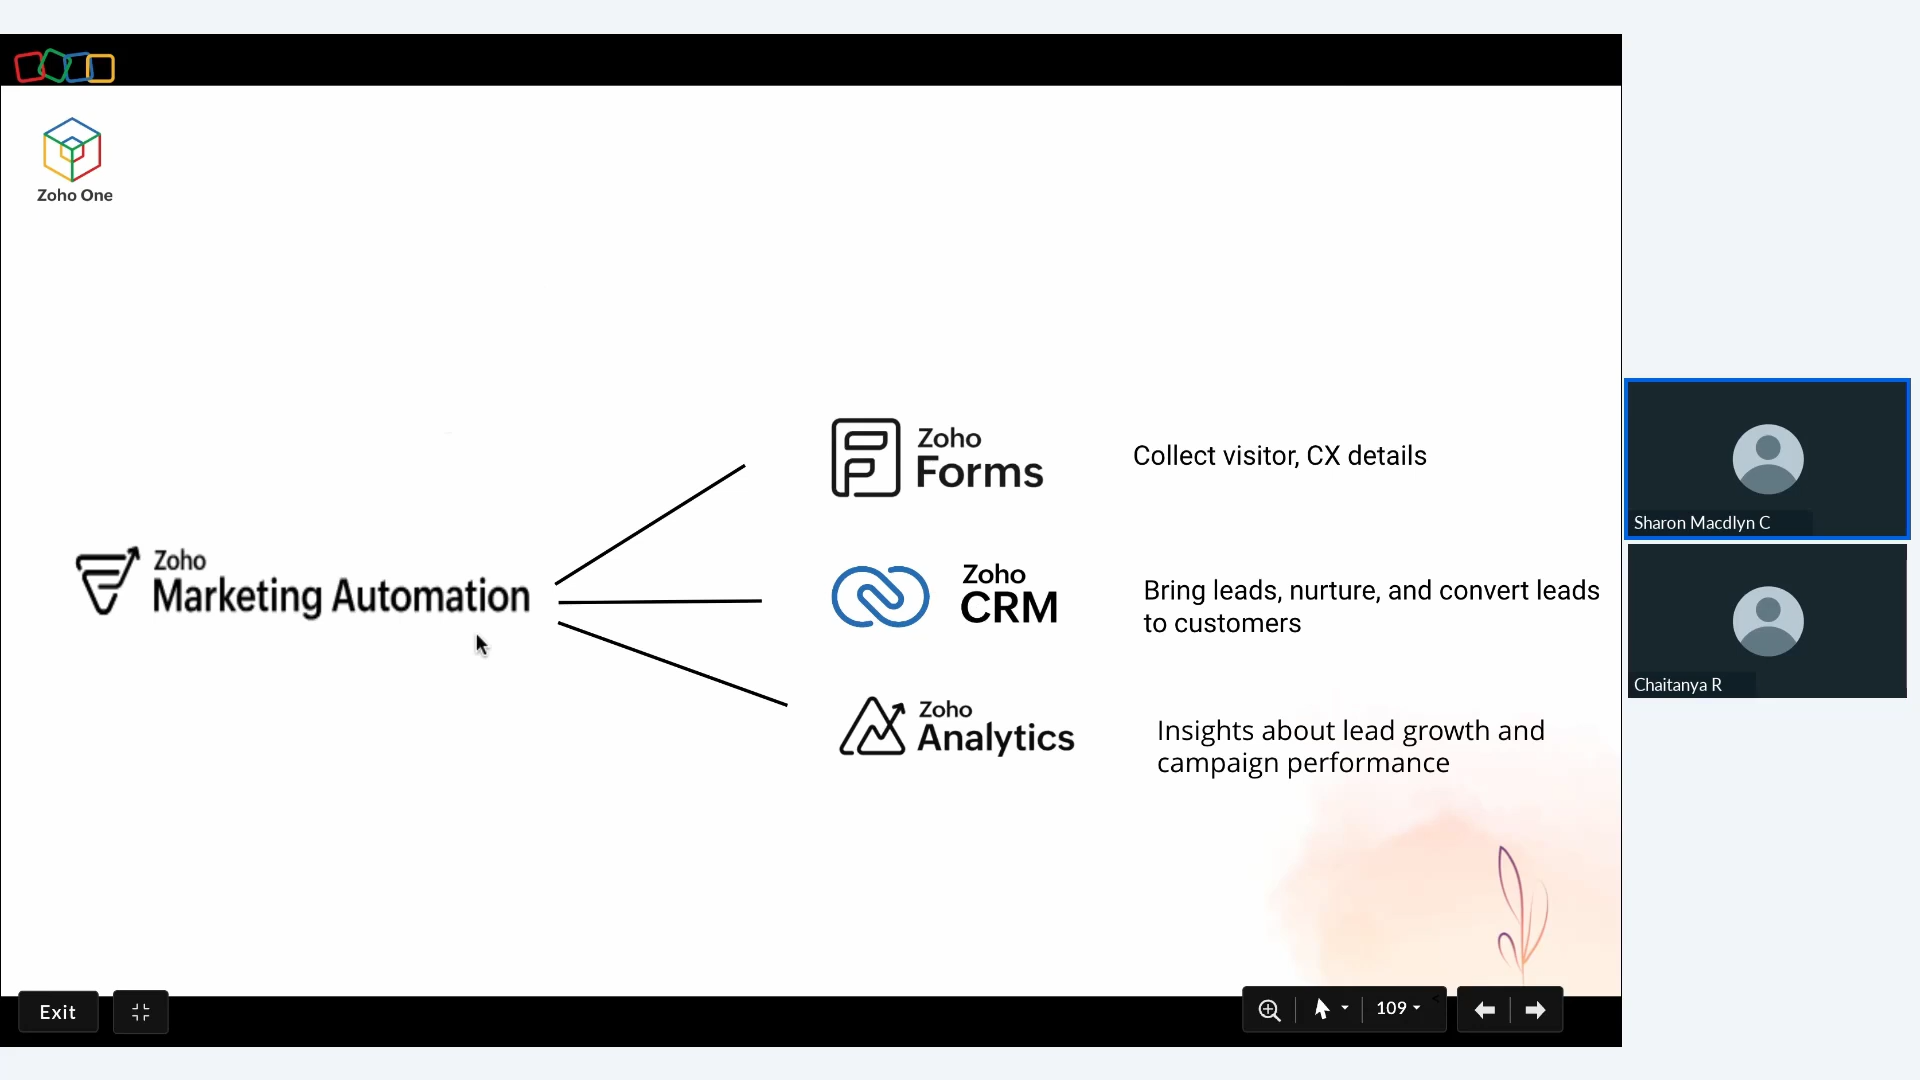 Zoho One
Zoho
Forms
Collect visitor, CX details
Zoho
Marketing Automation
Zoho
CRM
Bring leads, nurture, and convert leads
to customers
Zoho
Analytics
Insights about lead growth and
campaign performance
Sharon Macdlyn C
Chaitanya R
Exit
109